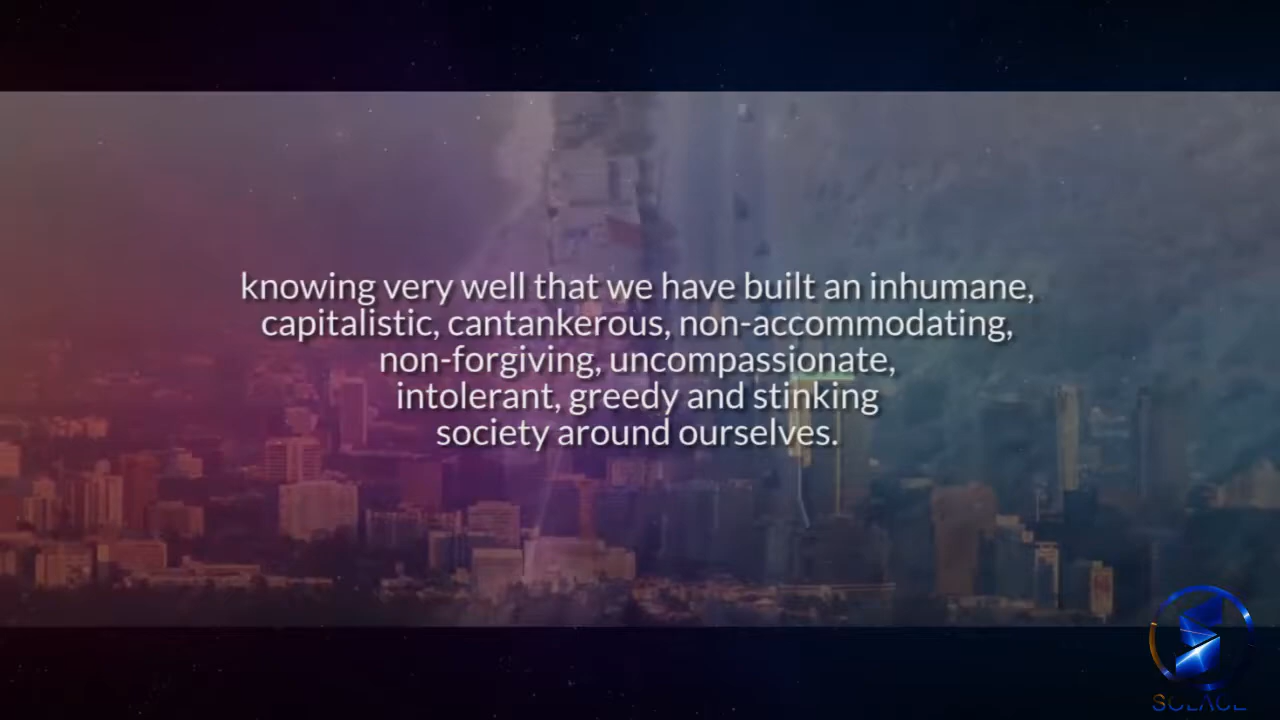 knowing very well that we have built an inhumane,
capitalistic, cantankerous, non-accommodating,
non-forgiving, uncompassionate,
intolerant, greedy and stinking
society around ourselves.